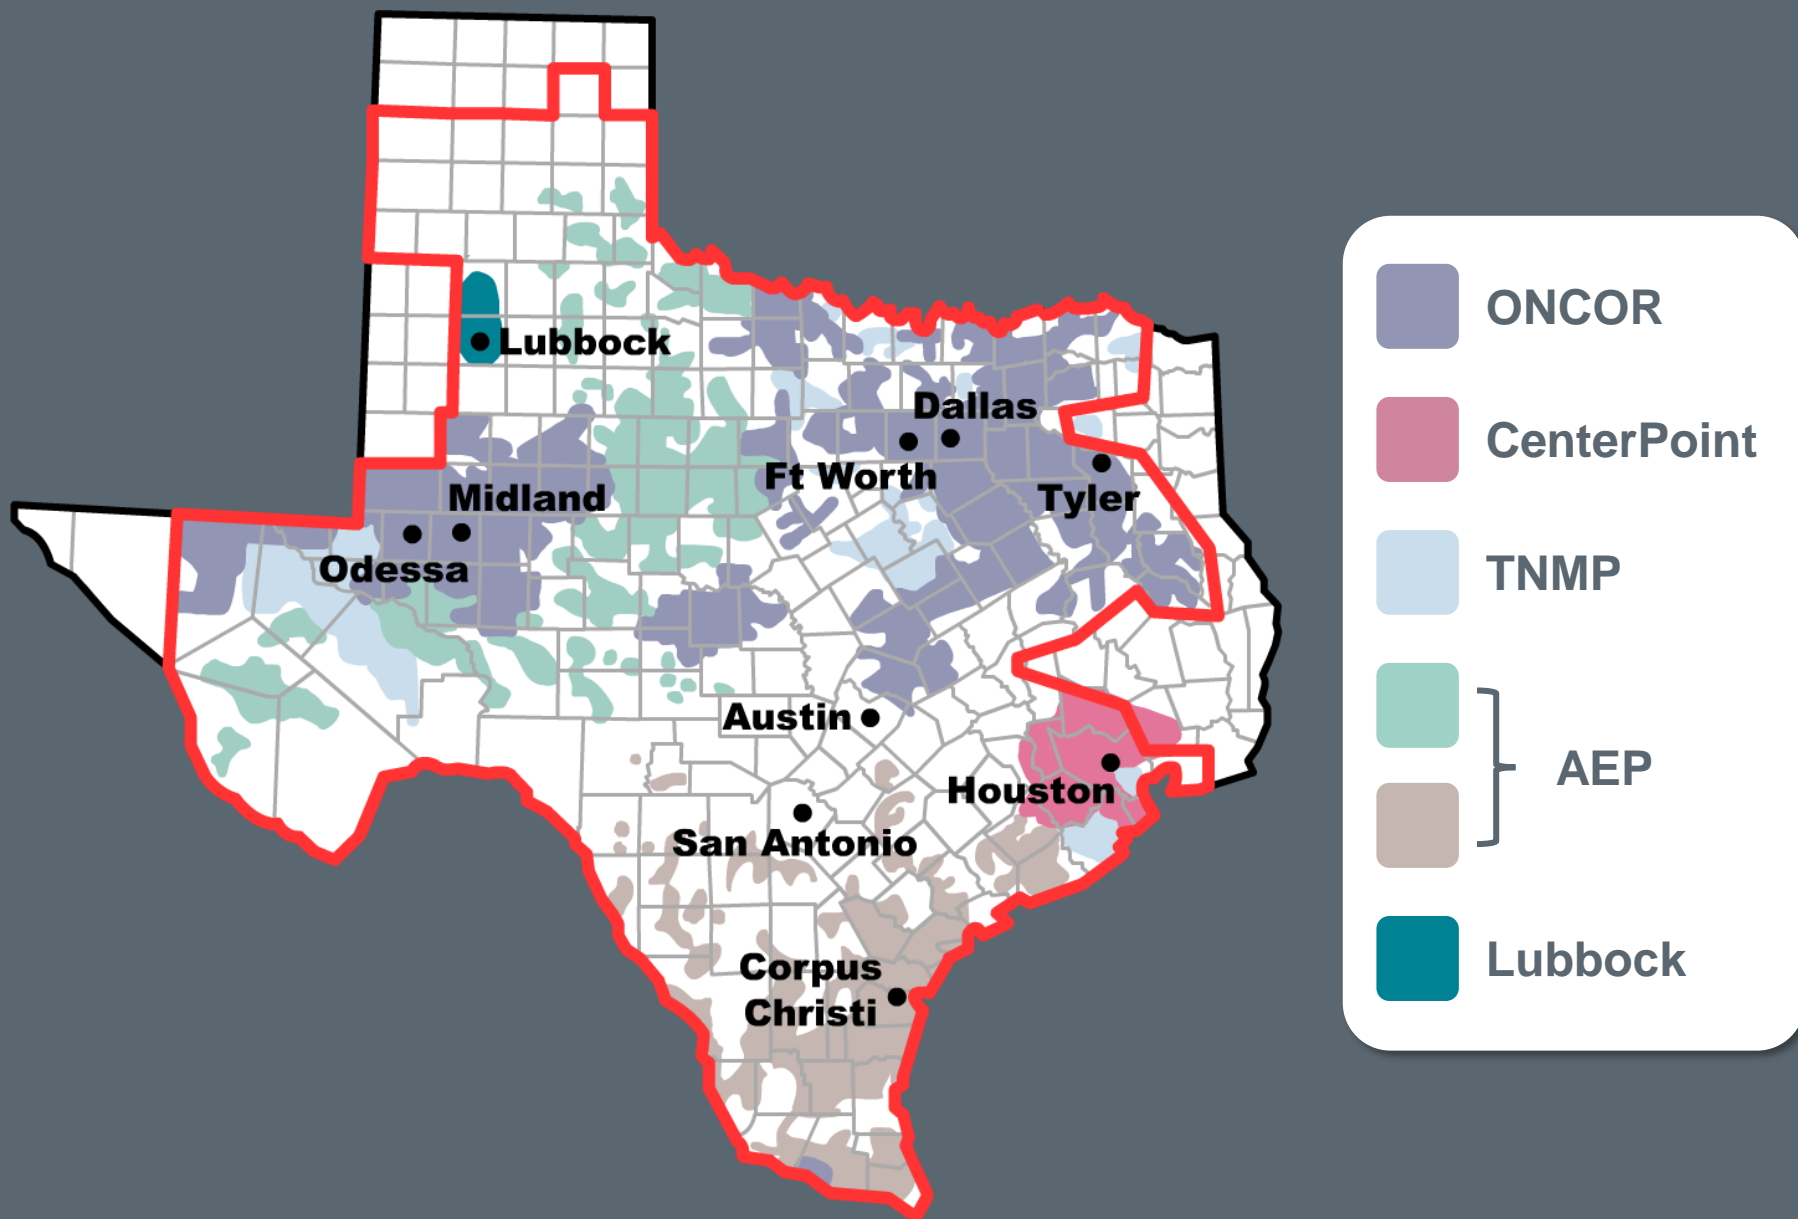 Lubbock
Dallas
Ft Worth
Midland
Tyler
Odessa
Austin
Houston
San Antonio
Corpus
Christi
ONCOR
CenterPoint
TNMP
AEP
Lubbock